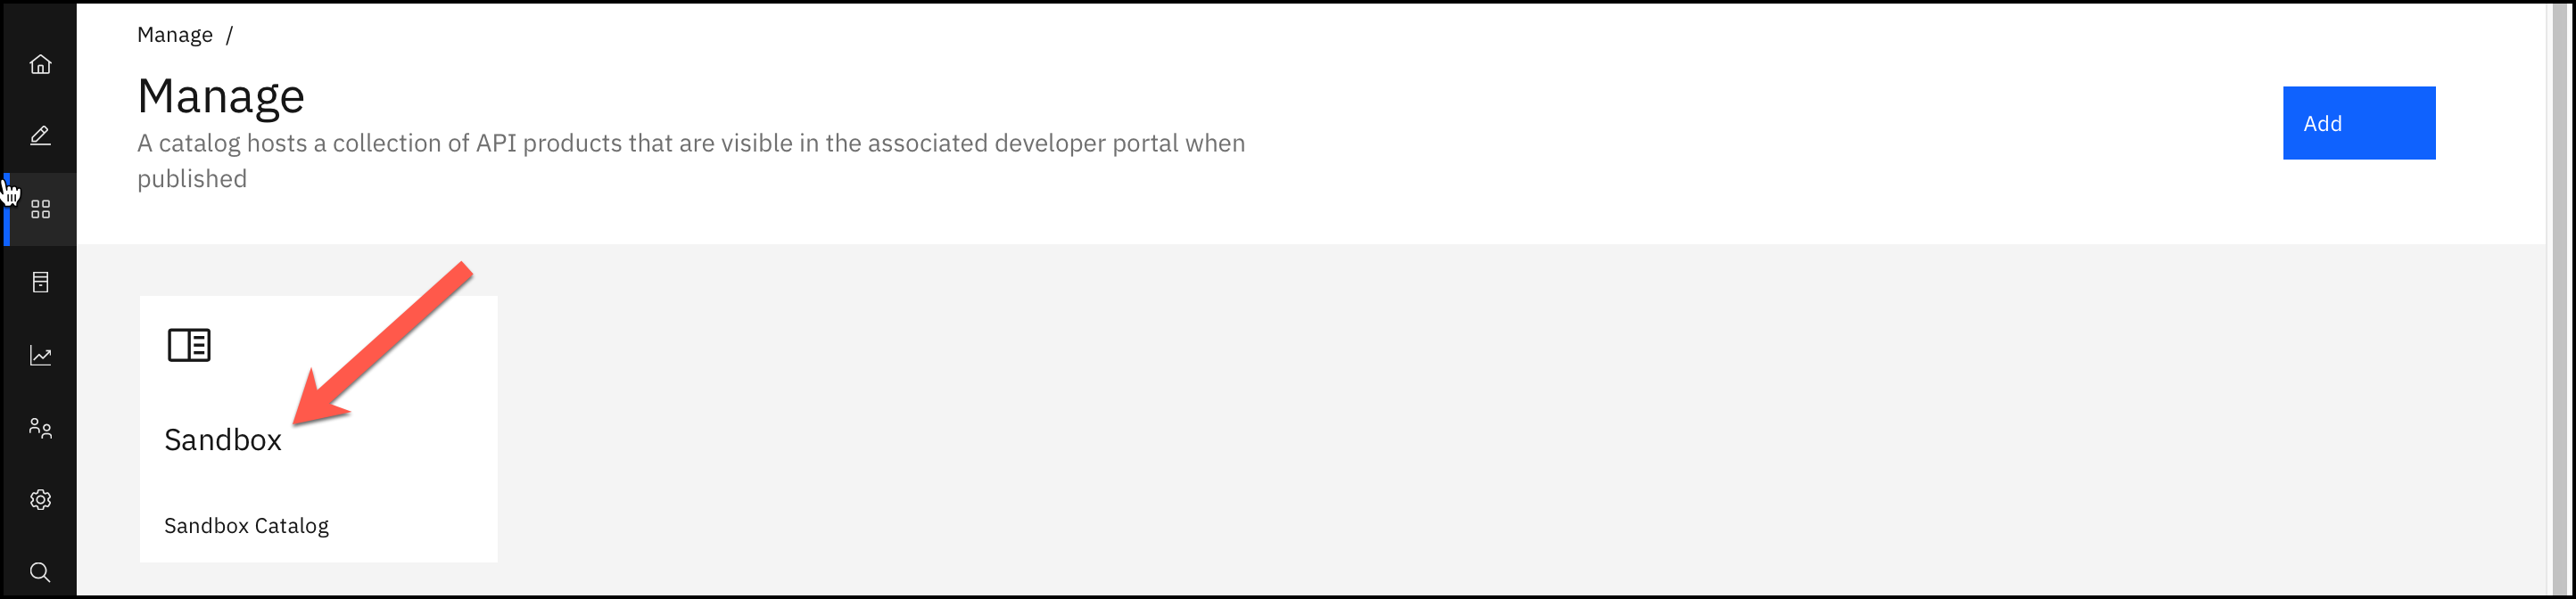 Manage /
Manage
A catalog hosts a collection of API products that are visible in the associated developer portal when
published
Add
Sandbox
Sandbox Catalog